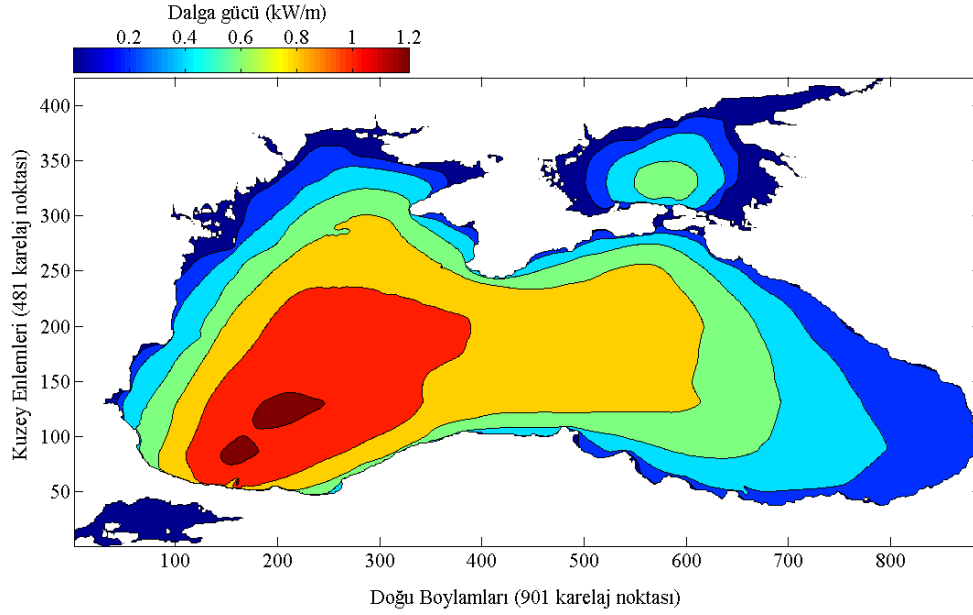 Dalga gücü (kW/m)
0.2 0.4 0.6 0.8 1 1.2
Kuzey Enlemleri (481 karelaj noktası)
400
350
300
250
200
150
100
50
100 200 300 400 500 600 700 800
Doğu Boylamları (901 karelaj noktası)